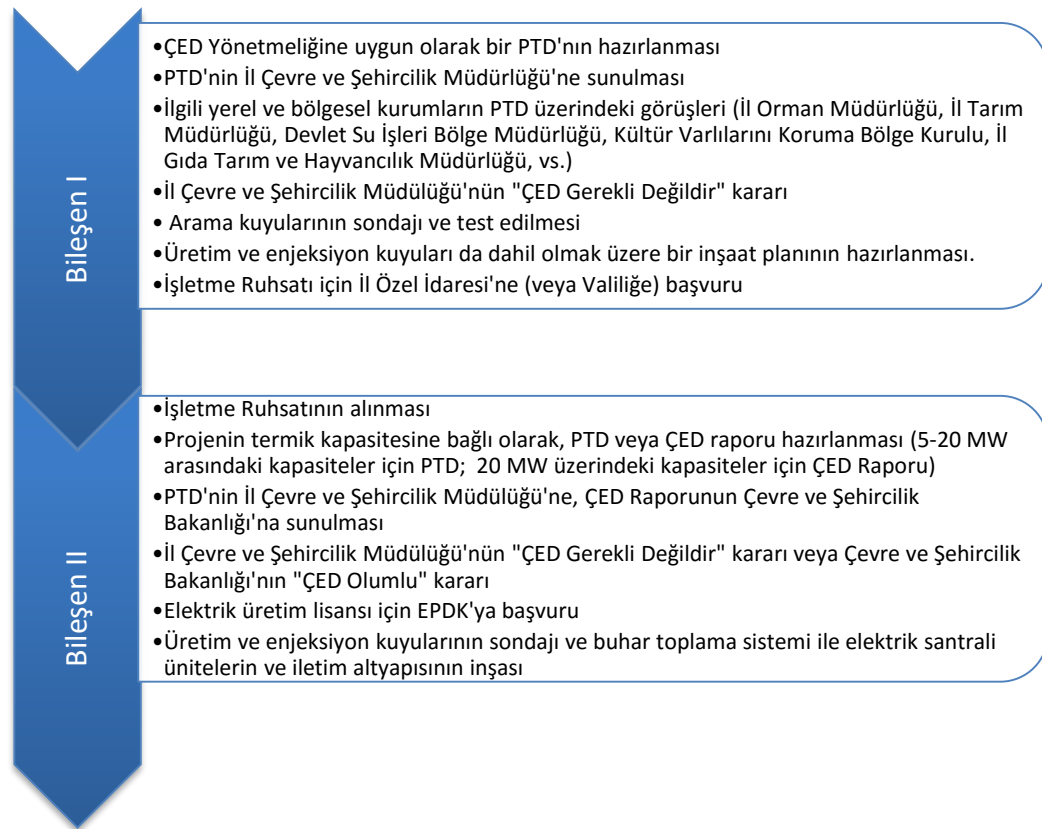 Bileşen I
•ÇED Yönetmeliğine uygun olarak bir PTD'nın hazırlanması
•PTD'nin İl Çevre ve Şehircilik Müdürlüğü'ne sunulması
•İlgili yerel ve bölgesel kurumların PTD üzerindeki görüşleri (İl Orman Müdürlüğü, İl Tarım
Müdürlüğü, Devlet Su İşleri Bölge Müdürlüğü, Kültür Varlılarını Koruma Bölge Kurulu, İl
Gıda Tarım ve Hayvancılık Müdürlüğü, vs.)
•İl Çevre ve Şehircilik Müdülüğü'nün "ÇED Gerekli Değildir" kararı
• Arama kuyularının sondajı ve test edilmesi
•Üretim ve enjeksiyon kuyuları da dahil olmak üzere bir inşaat planının hazırlanması.
•İşletme Ruhsatı için İl Özel İdaresi'ne (veya Valiliğe) başvuru
Bileşen II
•İşletme Ruhsatının alınması
•Projenin termik kapasitesine bağlı olarak, PTD veya ÇED raporu hazırlanması (5-20 MW
arasındaki kapasiteler için PTD;  20 MW üzerindeki kapasiteler için ÇED Raporu)
•PTD'nin İl Çevre ve Şehircilik Müdülüğü'ne, ÇED Raporunun Çevre ve Şehircilik
Bakanlığı'na sunulması
•İl Çevre ve Şehircilik Müdülüğü'nün "ÇED Gerekli Değildir" kararı veya Çevre ve Şehircilik
Bakanlığı'nın "ÇED Olumlu" kararı
•Elektrik üretim lisansı için EPDK'ya başvuru
•Üretim ve enjeksiyon kuyularının sondajı ve buhar toplama sistemi ile elektrik santrali
ünitelerin ve iletim altyapısının inşası